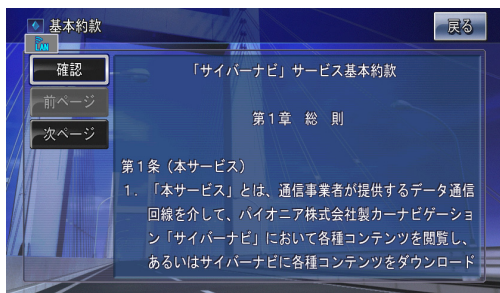 基本約款
戻る
LAN
確認
前ページ
次ページ
「サイバーナビ」サービス基本約款
第1章 総 則
第1条（本サービス）
1. 「本サービス」とは、通信事業者が提供するデータ通信
回線を介して、パイオニア株式会社製カーナビゲーショ
ン「サイバーナビ」において各種コンテンツを閲覧し、
あるいはサイバーナビに各種コンテンツをダウンロード